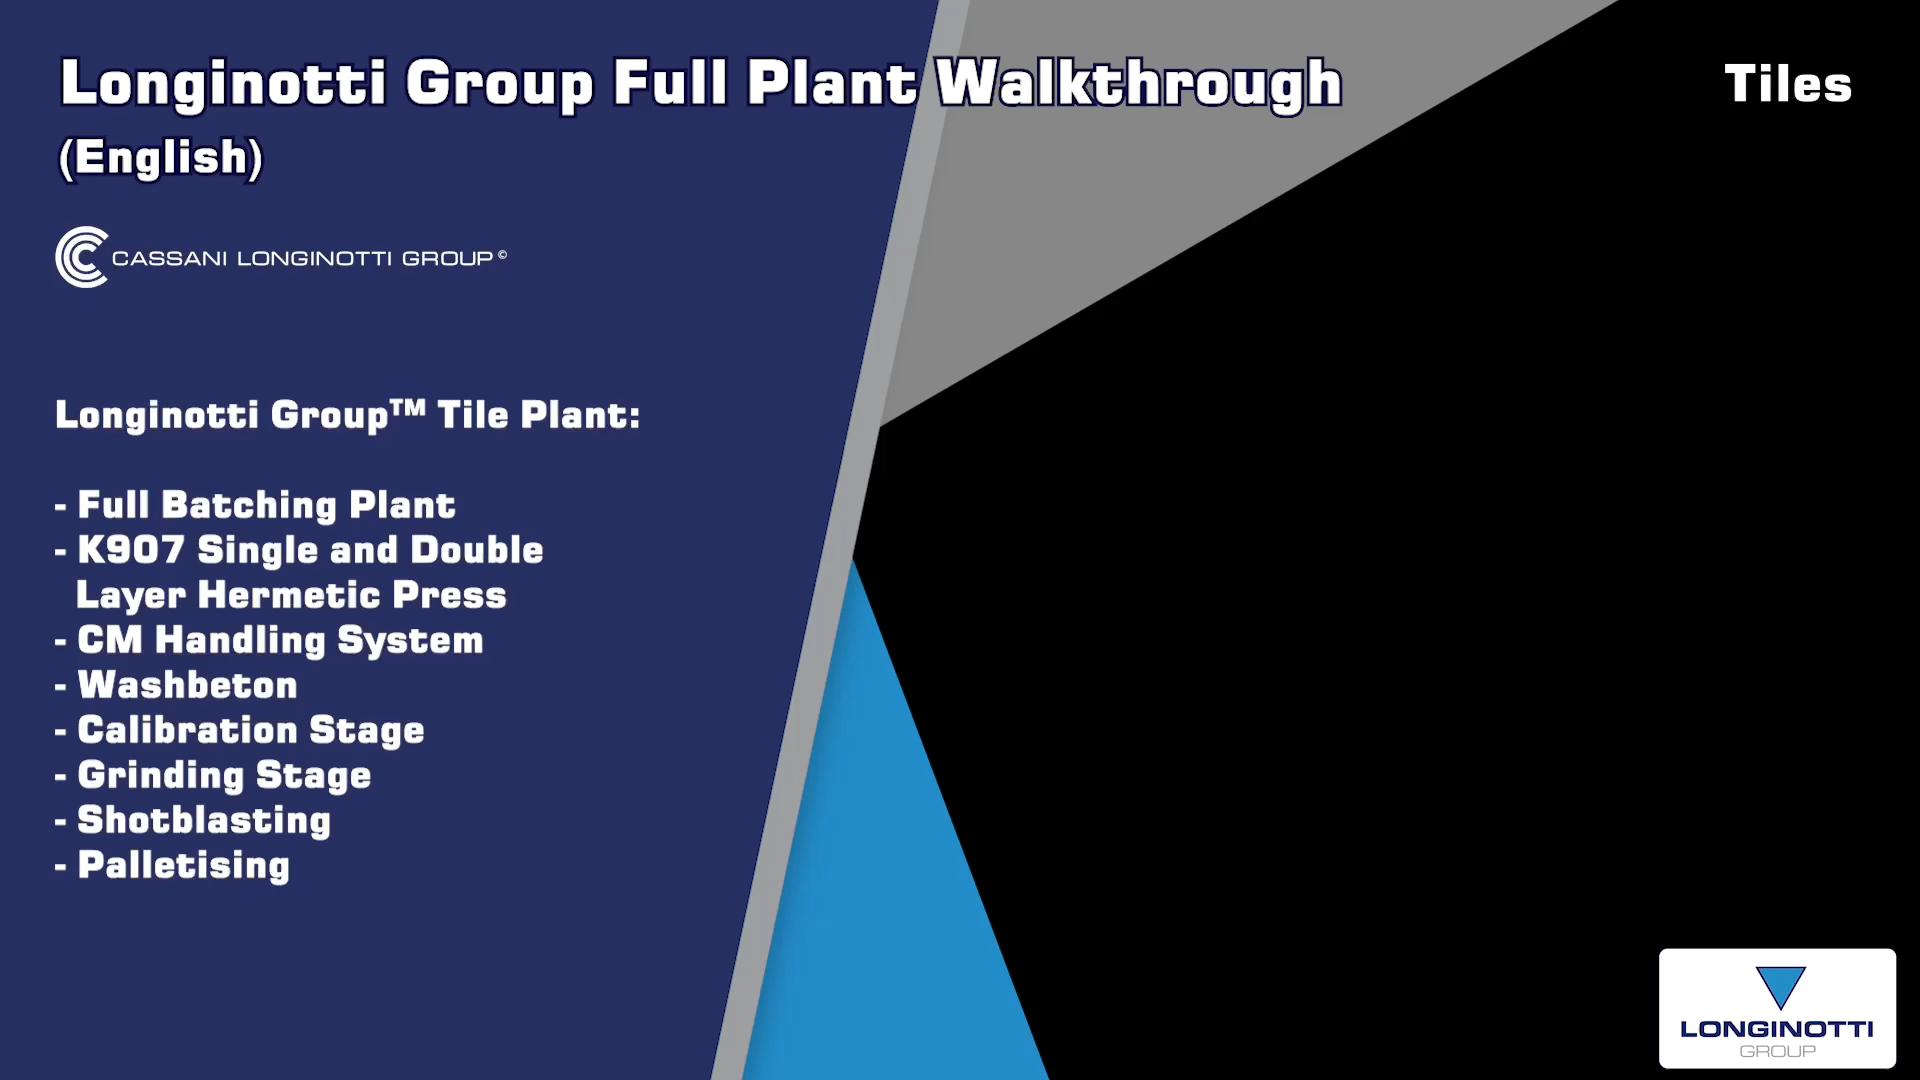 Longinotti Group Full Plant Walkthrough
Tiles
(English)
CASSANI LONGINOTTI GROUP©
Longinotti Group™ Tile Plant:
- Full Batching Plant
- K907 Single and Double
Layer Hermetic Press
- CM Handling System
- Washbeton
- Calibration Stage
- Grinding Stage
- Shotblasting
- Palletising
LONGINOTTI
GROUP